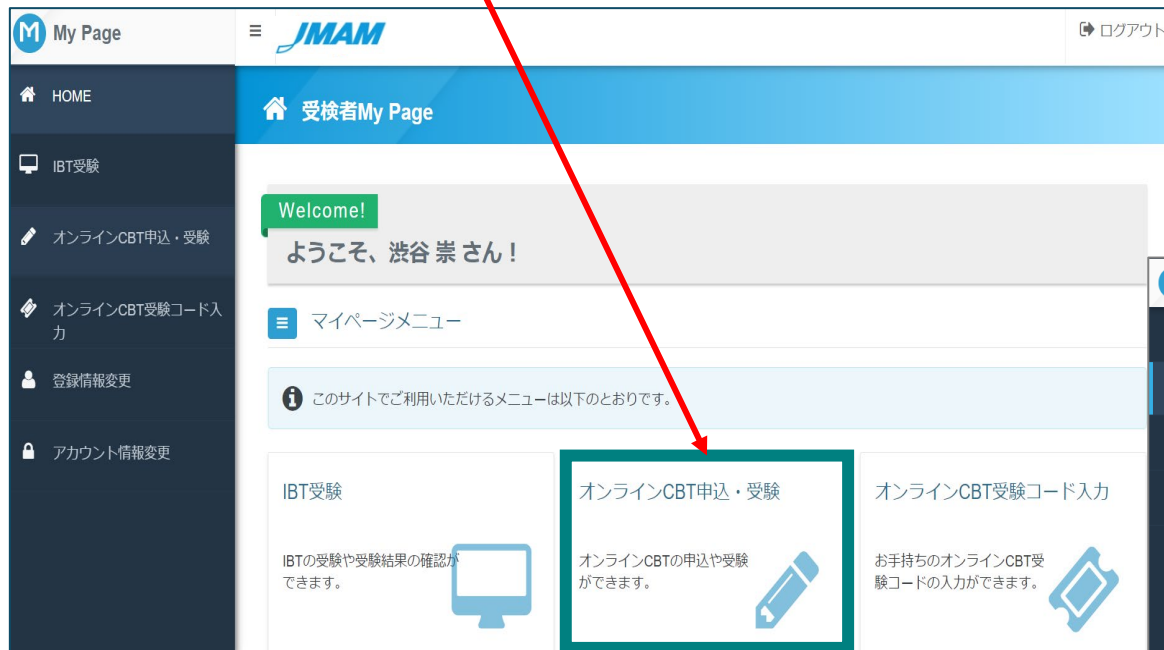 My Page
JMAM
ログアウト
HOME
IBT受験
オンラインCBT申込・受験
オンラインCBT受験コード入
力
登録情報変更
アカウント情報変更
受検者My Page
Welcome!
ようこそ、渋谷 崇 さん！
マイページメニュー
このサイトでご利用いただけるメニューは以下のとおりです。
IBT受験
IBTの受験や受験結果の確認が
できます。
オンラインCBT申込・受験
オンラインCBTの申込や受験
ができます。
オンラインCBT受験コード入力
お手持ちのオンラインCBT受
験コードの入力ができます。